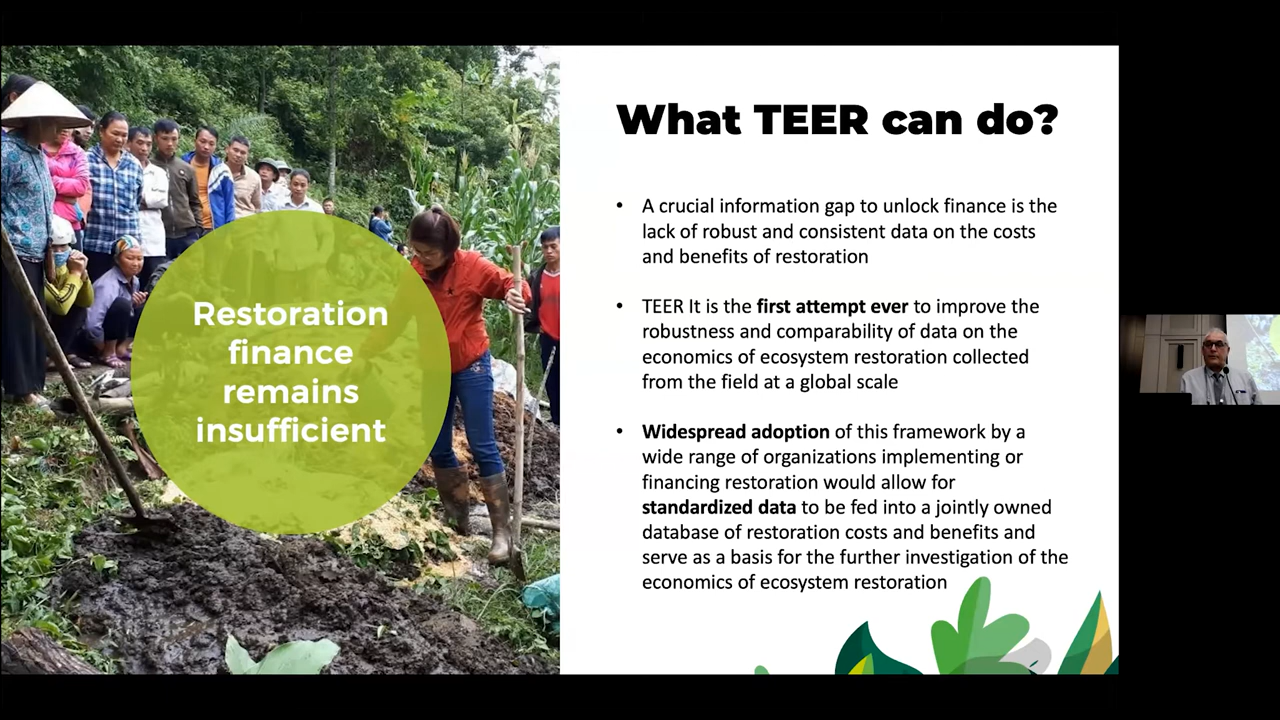 Restoration
finance
remains
insufficient
What TEER can do?
• A crucial information gap to unlock finance is the
lack of robust and consistent data on the costs
and benefits of restoration
• TEER It is the first attempt ever to improve the
robustness and comparability of data on the
economics of ecosystem restoration collected
from the field at a global scale
• Widespread adoption of this framework by a
wide range of organizations implementing or
financing restoration would allow for
standardized data to be fed into a jointly owned
database of restoration costs and benefits and
serve as a basis for the further investigation of the
economics of ecosystem restoration